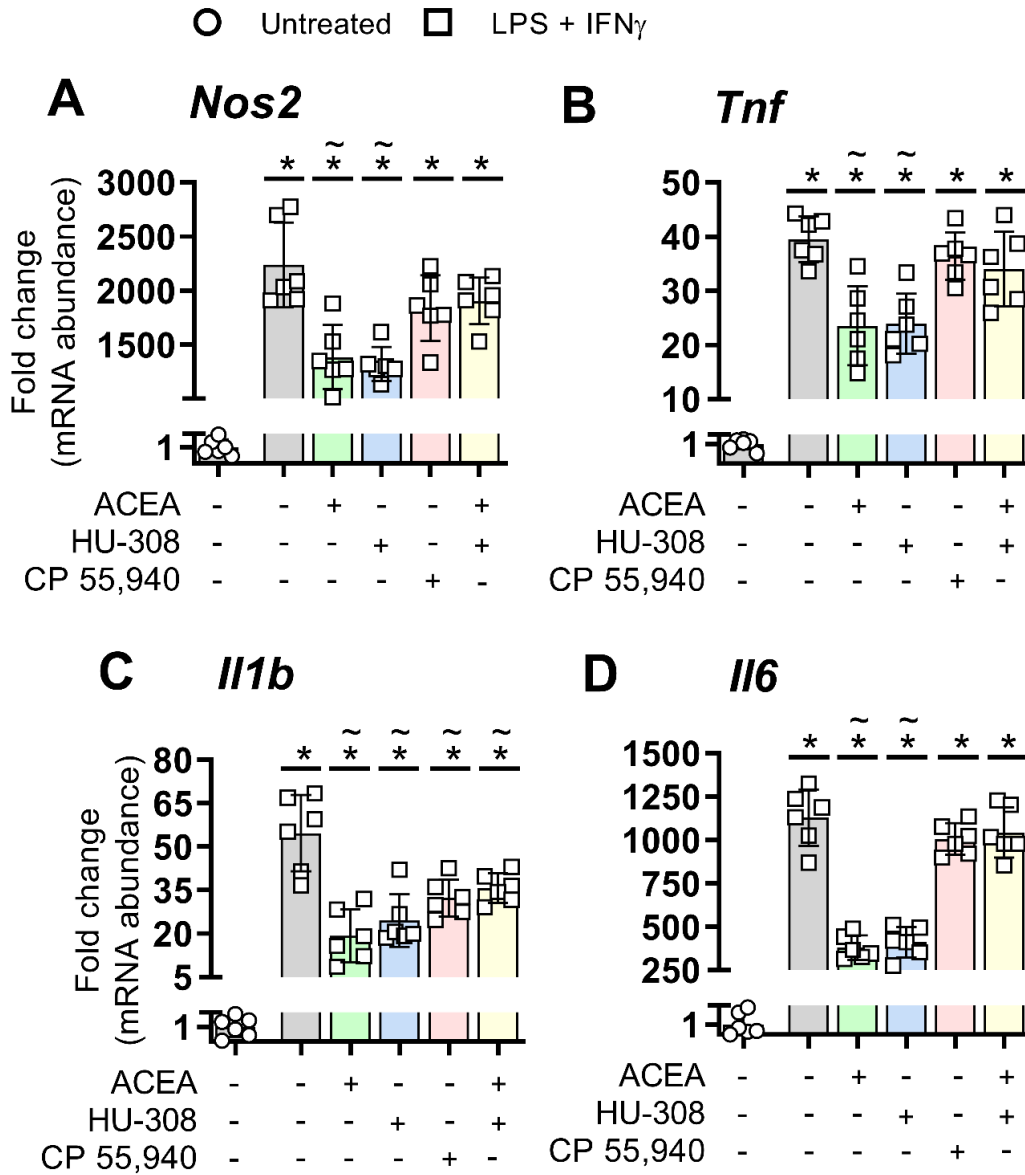 Untreated LPS + IFNγ
A Nos2
~ ~
* * * * *
3000
2500
2000
1500
1
Fold change
(mRNA abundance)
ACEA - - + - - +
HU-308 - - - + - +
CP 55,940 - - - - + -
B Tnf
~ ~
* * * * *
50
40
30
20
10
1
ACEA - - + - - +
HU-308 - - - + - +
CP 55,940 - - - - + -
C Il1b
~ ~ ~ ~
* * * * *
80
65
50
35
20
5
1
Fold change
(mRNA abundance)
ACEA - - + - - +
HU-308 - - - + - +
CP 55,940 - - - - + -
D Il6
~ ~
* * * * *
1500
1250
1000
750
500
250
1
ACEA - - + - - +
HU-308 - - - + - +
CP 55,940 - - - - + -